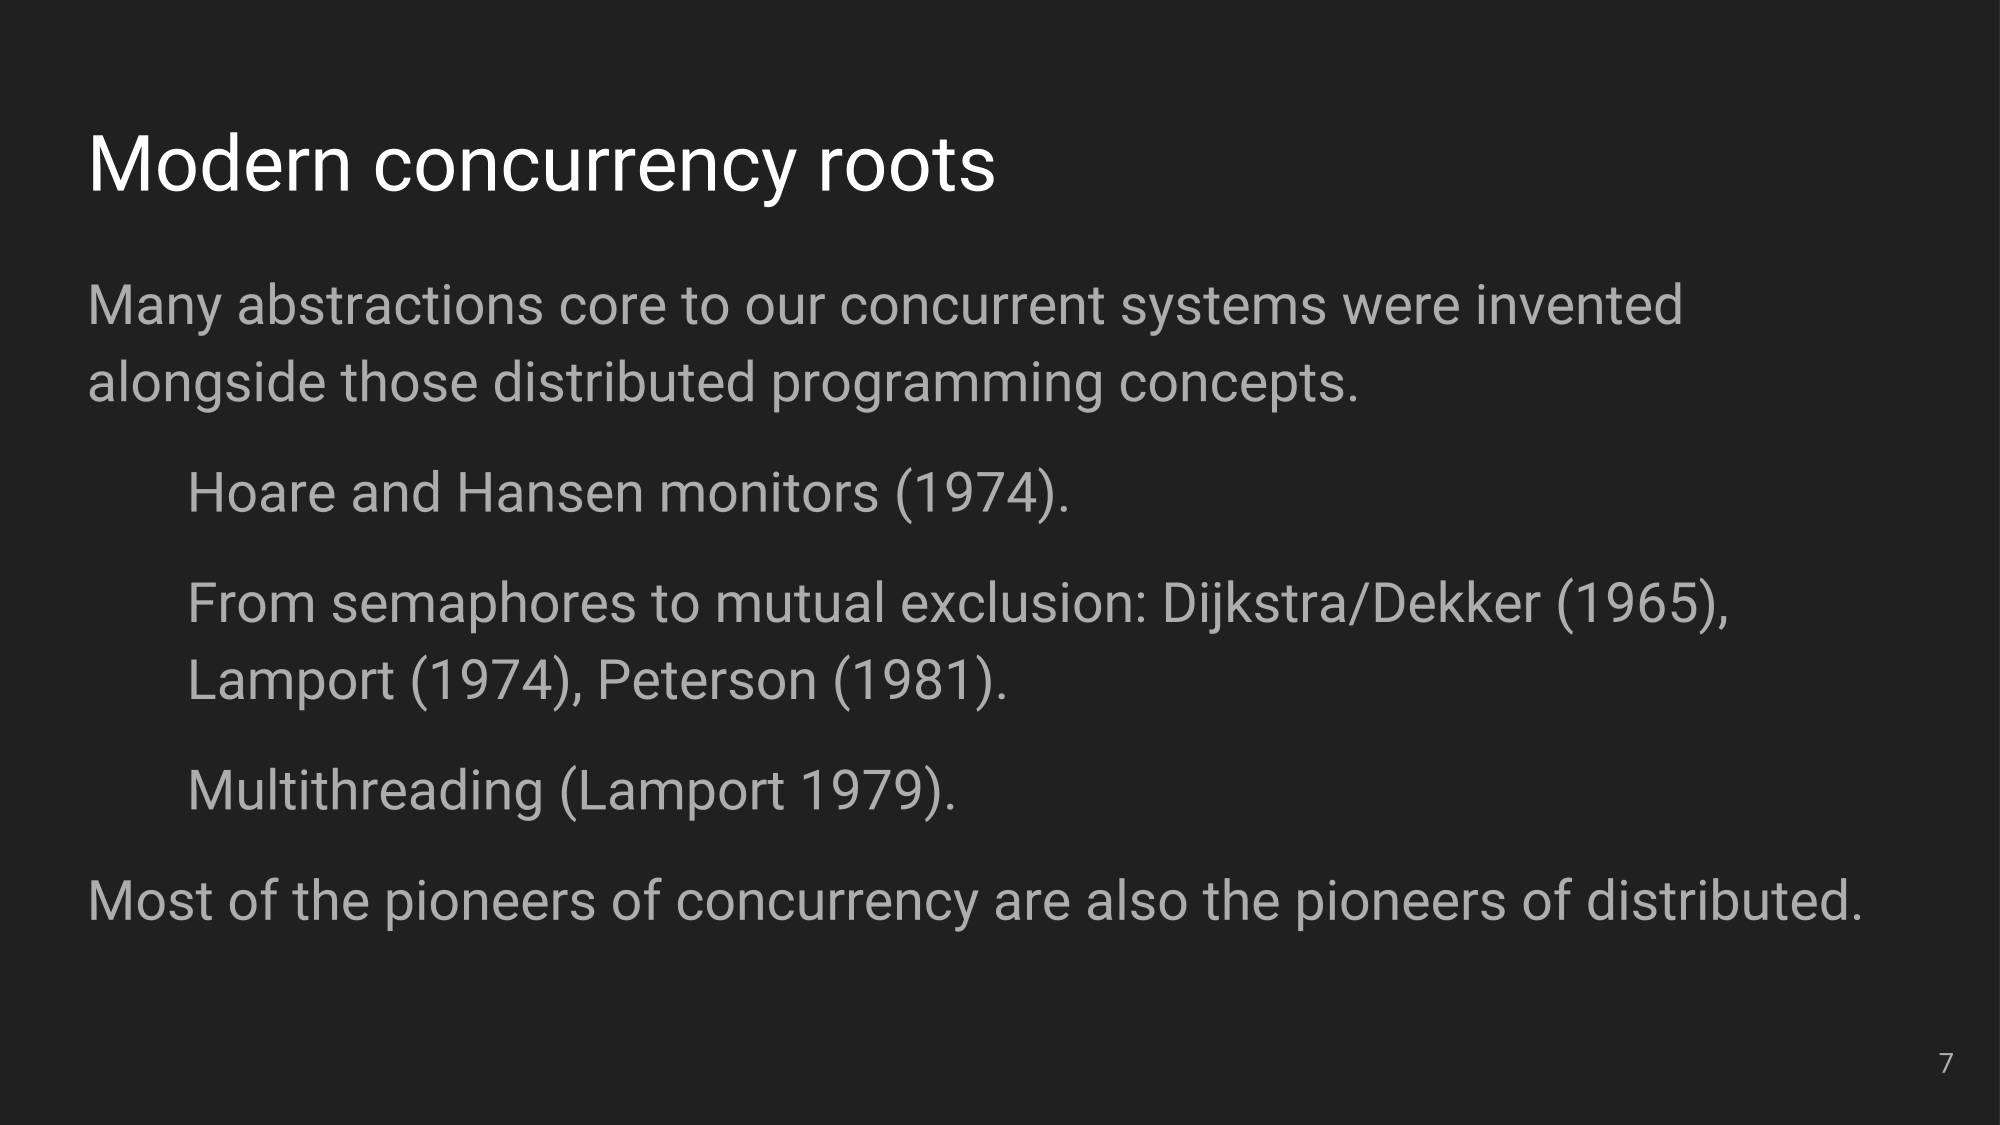 Modern concurrency roots
Many abstractions core to our concurrent systems were invented
alongside those distributed programming concepts.
Hoare and Hansen monitors (1974).
From semaphores to mutual exclusion: Dijkstra/Dekker (1965),
Lamport (1974), Peterson (1981).
Multithreading (Lamport 1979).
Most of the pioneers of concurrency are also the pioneers of distributed.
7